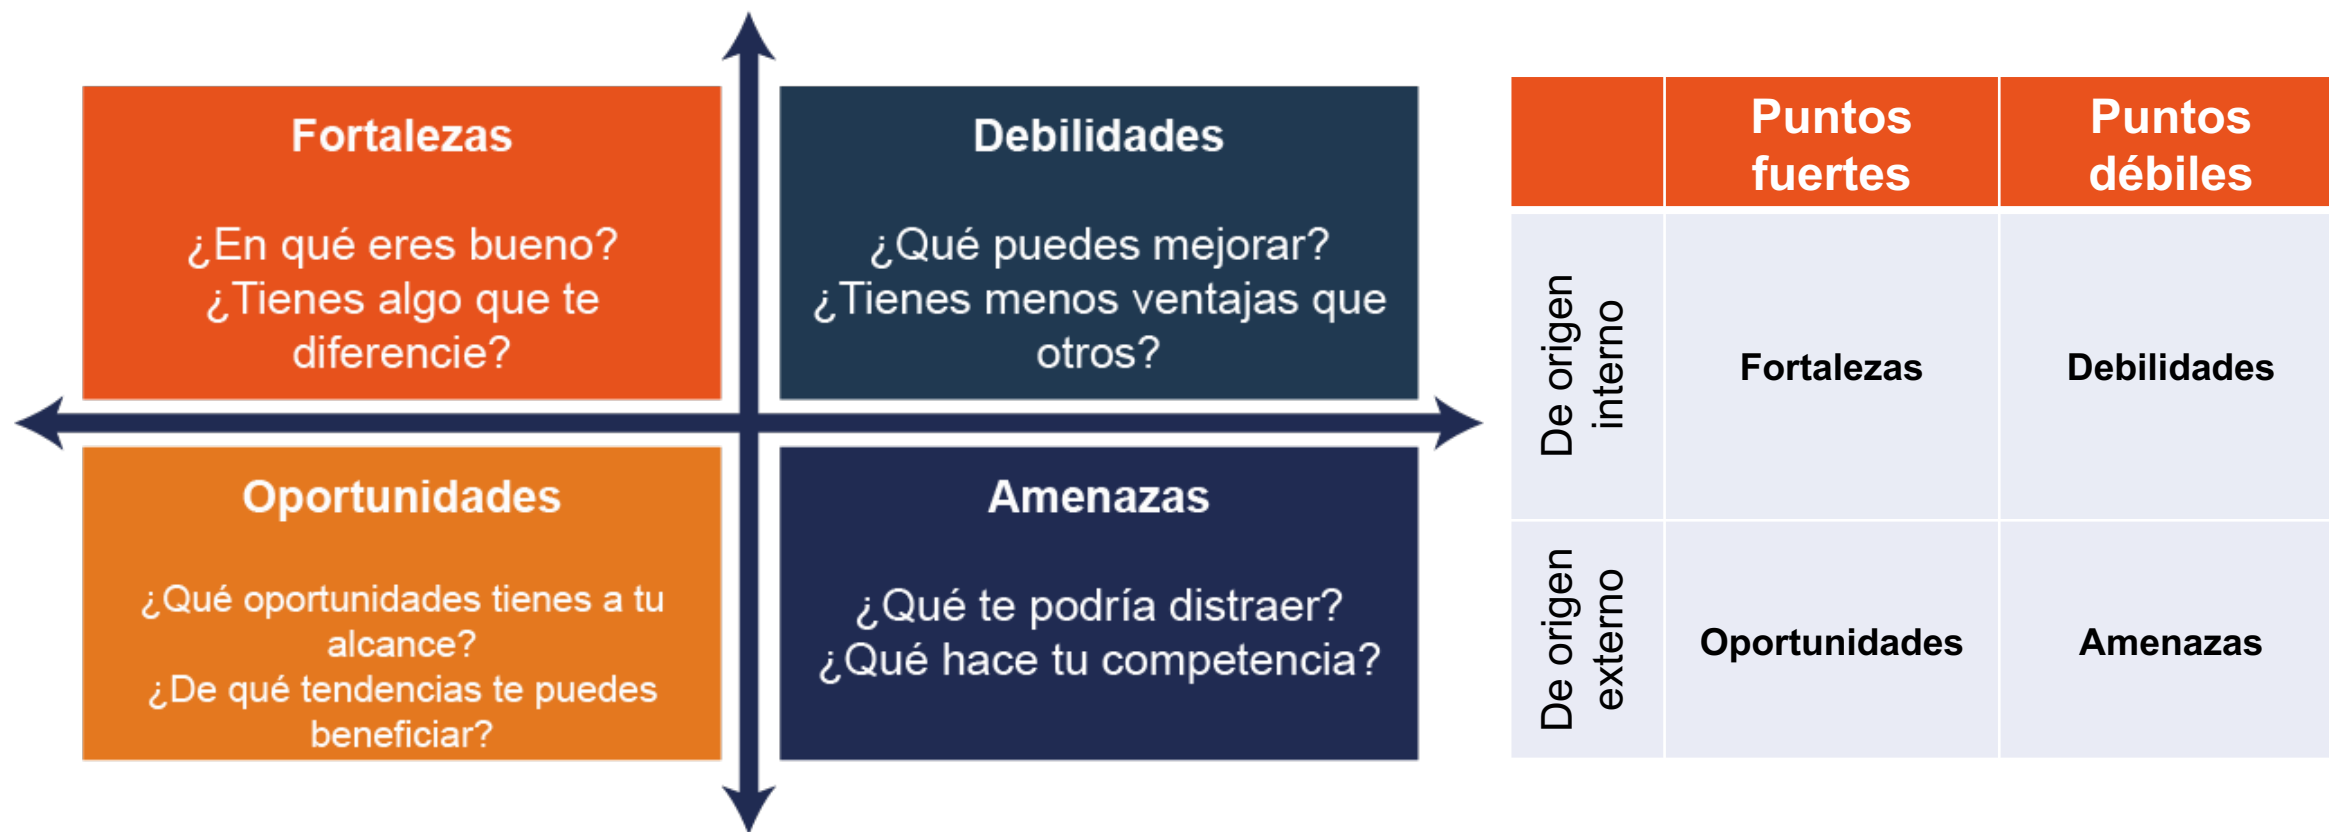 Fortalezas
¿En qué eres bueno?
¿Tienes algo que te
diferencie?
Debilidades
¿Qué puedes mejorar?
¿Tienes menos ventajas que
otros?
Oportunidades
¿Qué oportunidades tienes a tu
alcance?
¿De qué tendencias te puedes
beneficiar?
Amenazas
¿Qué te podría distraer?
¿Qué hace tu competencia?
Puntos
fuertes
Puntos
débiles
De origen
interno
Fortalezas
Debilidades
De origen
externo
Oportunidades
Amenazas